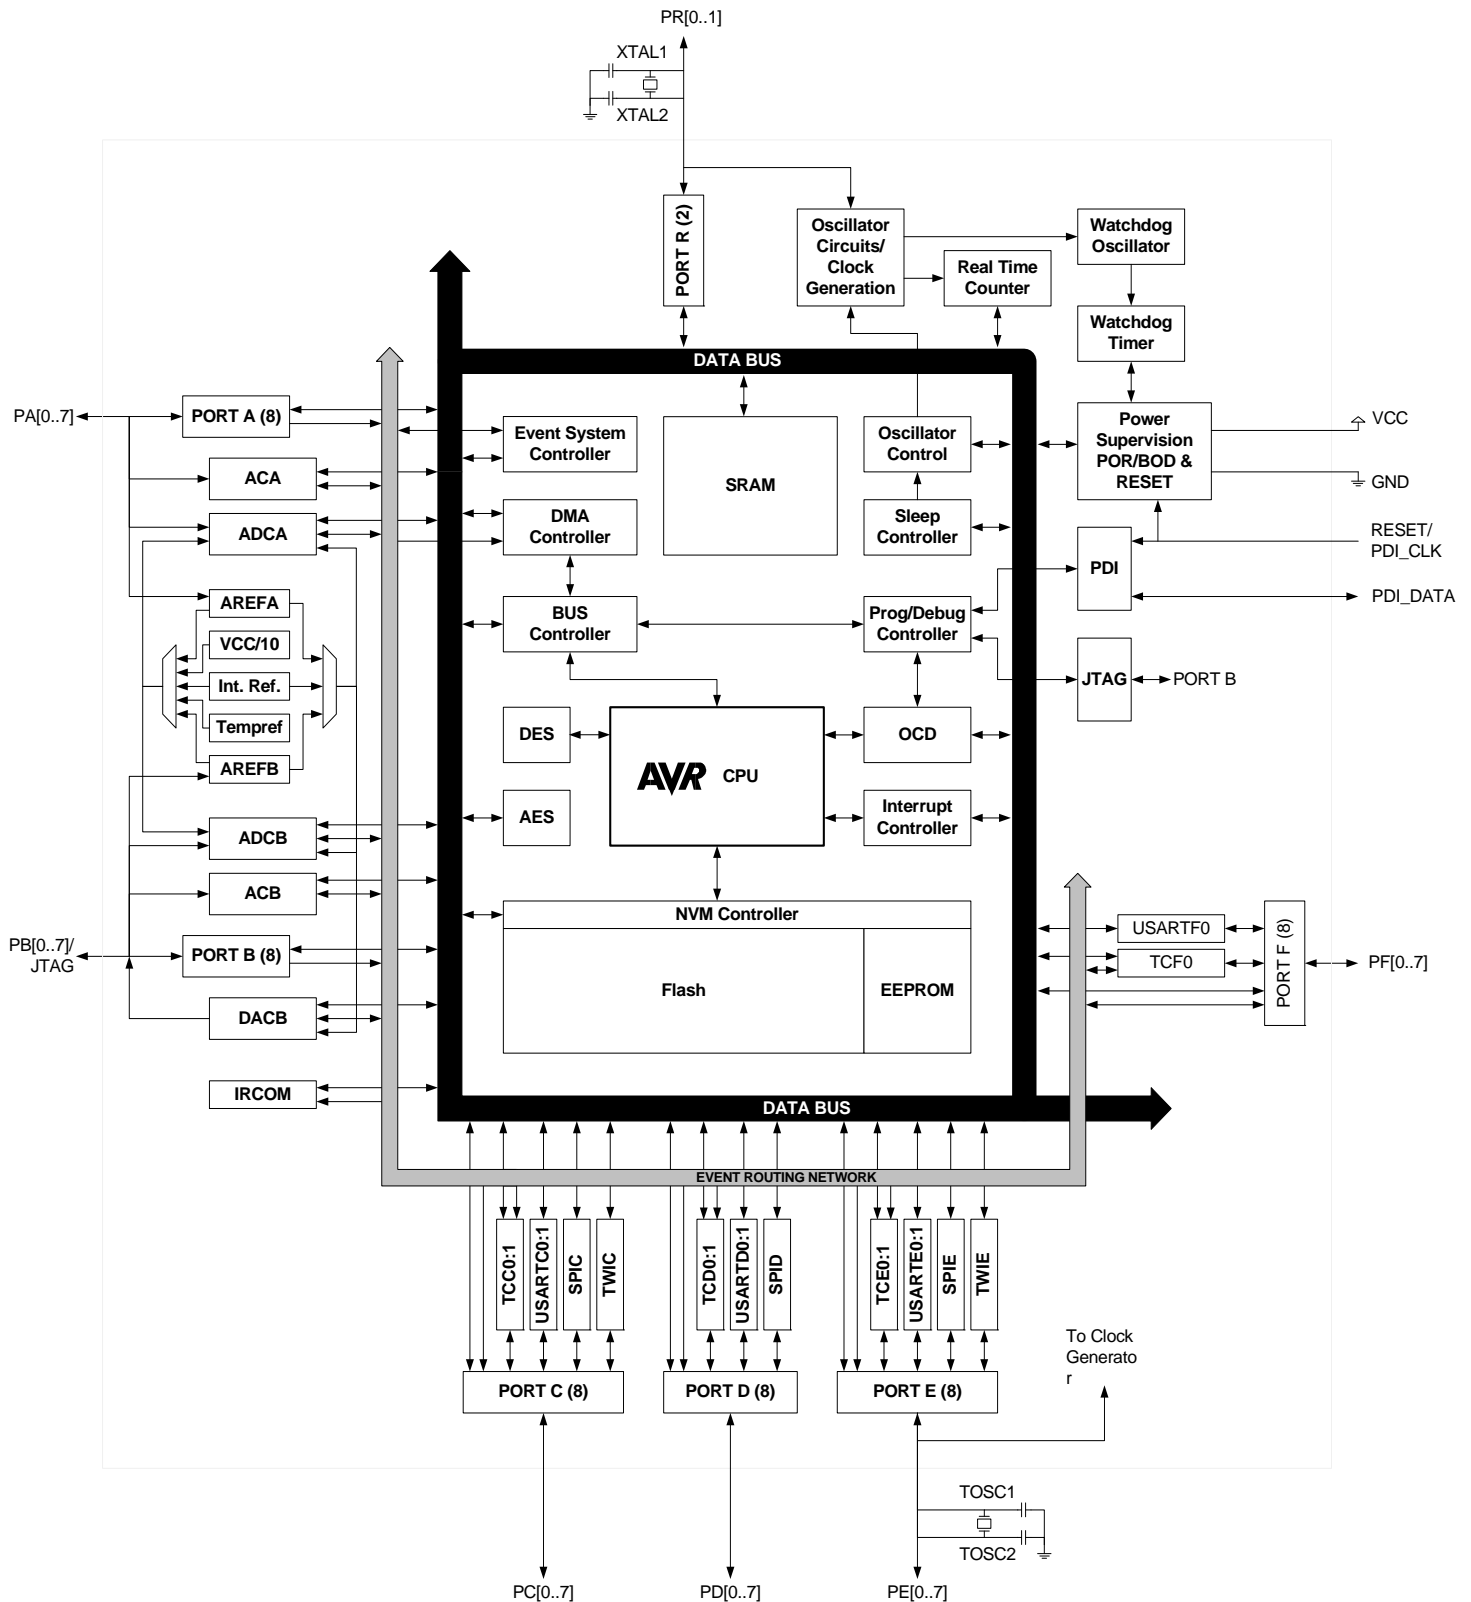 PR[0..1]
XTAL1
XTAL2
PORT R (2)
Oscillator
Circuits/
Clock
Generation
Watchdog
Oscillator
Real Time
Counter
Watchdog
Timer
DATA BUS
PA[0..7]
PORT A (8)
Event System
Controller
Oscillator
Control
Power
Supervision
POR/BOD &
RESET
VCC
GND
ACA
SRAM
ADCA
DMA
Controller
Sleep
Controller
RESET/
PDI_CLK
PDI
PDI_DATA
AREFA
BUS
Controller
Prog/Debug
Controller
VCC/10
Int. Ref.
JTAG
PORT B
Tempref
DES
OCD
AREFB
AVR CPU
ADCB
AES
Interrupt
Controller
ACB
NVM Controller
USARTF0
PORT F (8)
PB[0..7]/
JTAG
PORT B (8)
TCF0
PF[0..7]
Flash
EEPROM
DACB
IRCOM
DATA BUS
EVENT ROUTING NETWORK
TCC0:1
USARTC0:1
SPIC
TWIC
TCD0:1
USARTD0:1
SPID
TCE0:1
USARTE0:1
SPIE
TWIE
To Clock
Generato
r
PORT C (8)
PORT D (8)
PORT E (8)
TOSC1
TOSC2
PC[0..7]
PD[0..7]
PE[0..7]